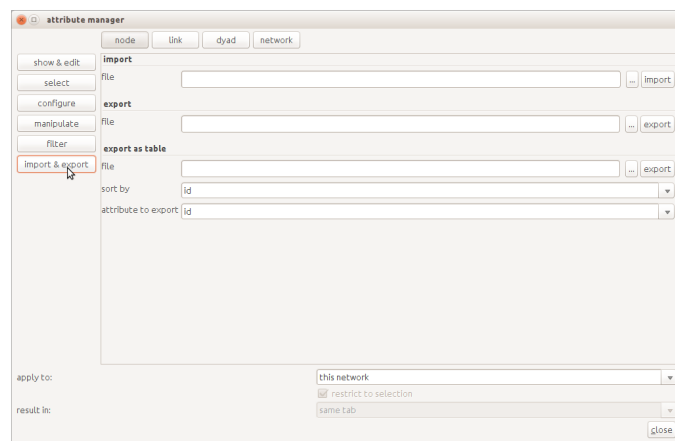 attribute manager
node link dyad network
show & edit
select
configure
manipulate
filter
import & export
import
file ... import
export
file ... export
export as table
file ... export
sort by id
attribute to export id
apply to: this network
restrict to selection
result in: same tab
close